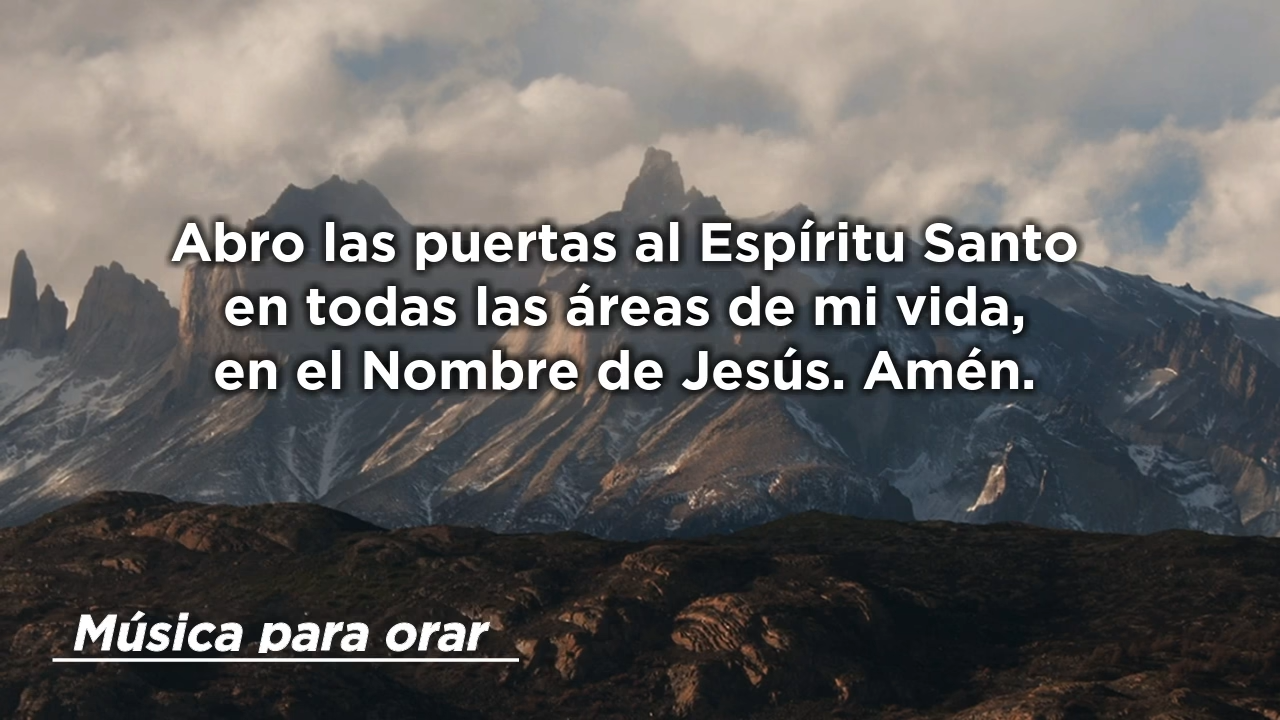 Abro las puertas al Espíritu Santo
en todas las áreas de mi vida,
en el Nombre de Jesús. Amén.
Música para orar